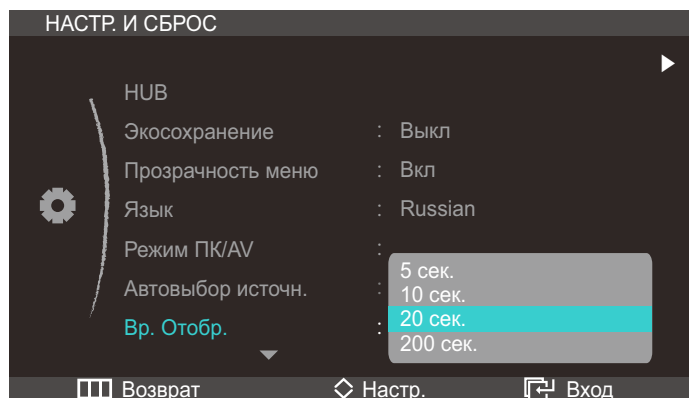 НАСТР. И СБРОС
HUB
Экосохранение : Выкл
Прозрачность меню : Вкл
Язык : Russian
Режим ПК/AV :
Автовыбор источн. :
Вр. Отобр. :
5 сек.
10 сек.
20 сек.
200 сек.
Возврат Настр. Вход